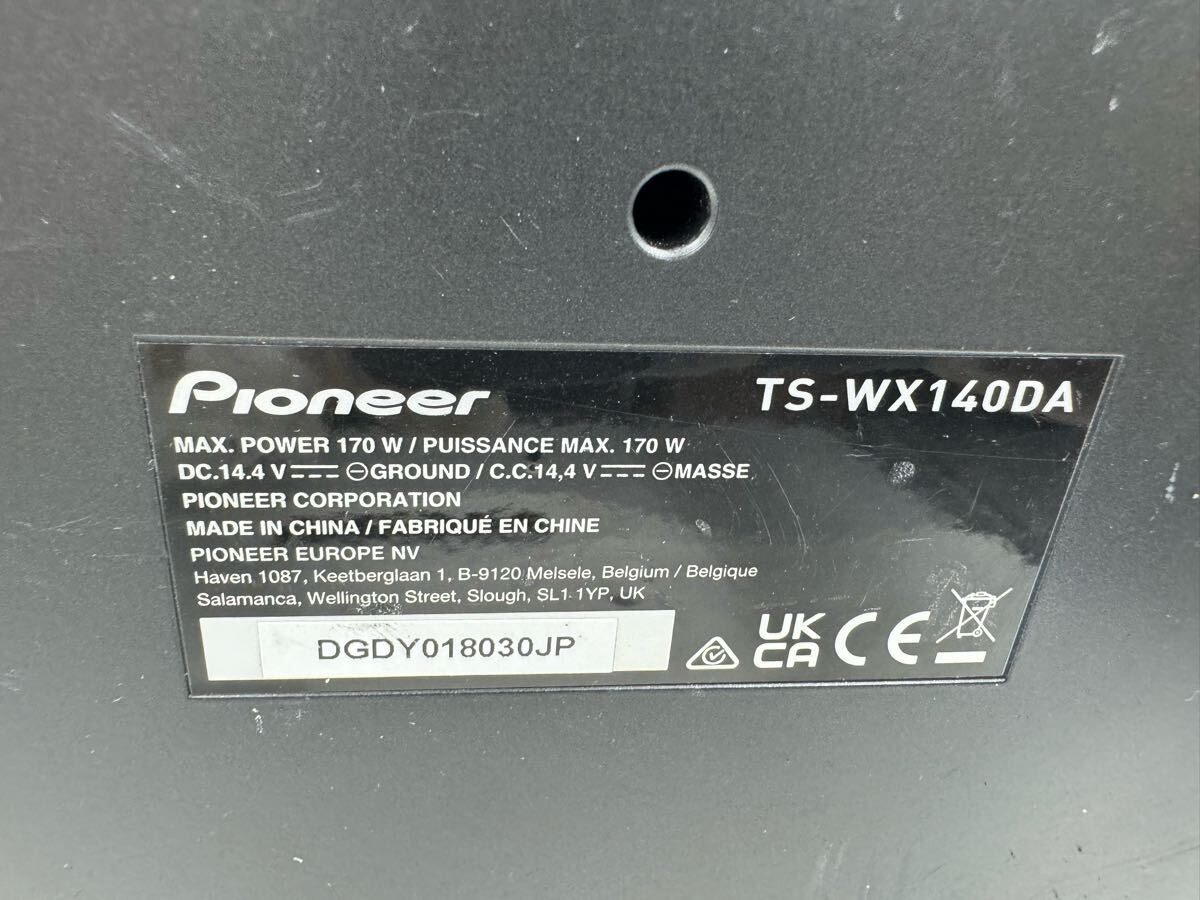 Pioneer TS-WX140DA
MAX. POWER 170 W / PUISSANCE MAX. 170 W
DC.14.4 V ⎓ ⊖GROUND / C.C.14,4 V ⎓ ⊖MASSE
PIONEER CORPORATION
MADE IN CHINA / FABRIQUÉ EN CHINE
PIONEER EUROPE NV
Haven 1087, Keetberglaan 1, B-9120 Melsele, Belgium / Belgique
Salamanca, Wellington Street, Slough, SL1 1YP, UK
DGDY018030JP
UK
CA CE